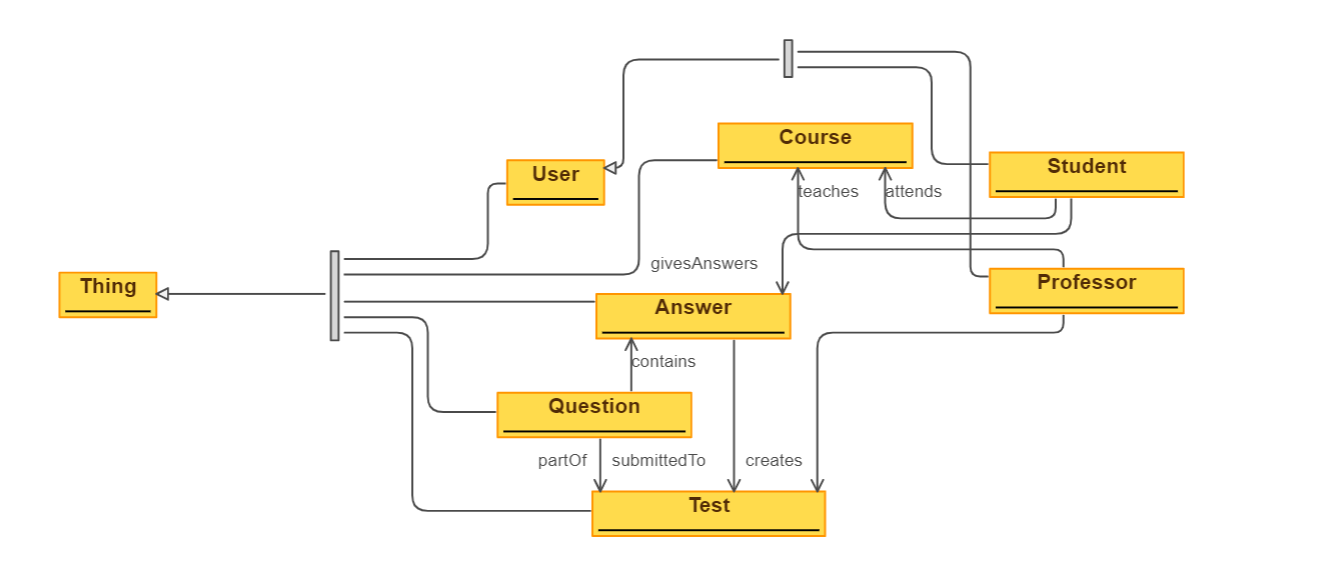 Course
Student
User
teaches
attends
givesAnswers
Thing
Professor
Answer
contains
Question
partOf
submittedTo
creates
Test